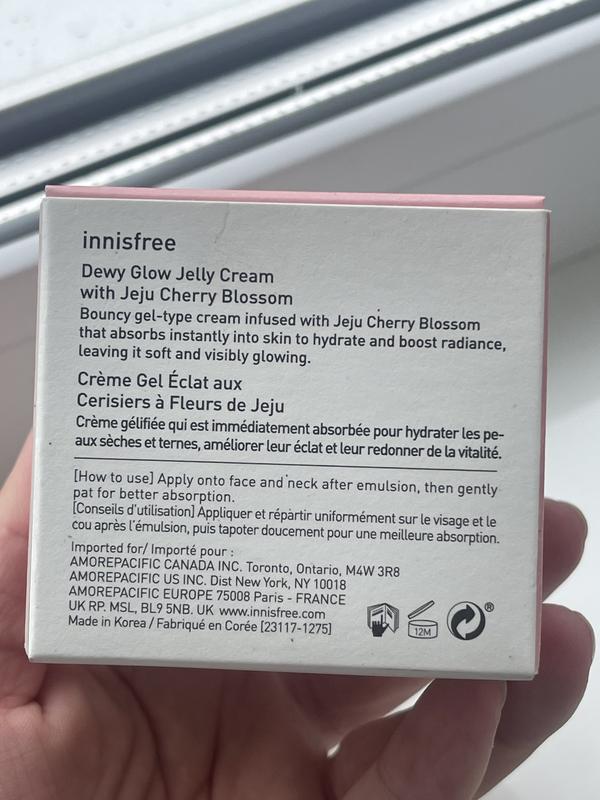 innisfree
Dewy Glow Jelly Cream
with Jeju Cherry Blossom
Bouncy gel-type cream infused with Jeju Cherry Blossom
that absorbs instantly into skin to hydrate and boost radiance,
leaving it soft and visibly glowing.
Crème Gel Éclat aux
Cerisiers à Fleurs de Jeju
Crème gélifiée qui est immédiatement absorbée pour hydrater les pe-
aux sèches et ternes, améliorer leur éclat et leur redonner de la vitalité.
[How to use] Apply onto face and neck after emulsion, then gently
pat for better absorption.
[Conseils d'utilisation] Appliquer et répartir uniformément sur le visage et le
cou après l'émulsion, puis tapoter doucement pour une meilleure absorption.
Imported for/ Importé pour :
AMOREPACIFIC CANADA INC. Toronto, Ontario, M4W 3R8
AMOREPACIFIC US INC. Dist New York, NY 10018
AMOREPACIFIC EUROPE 75008 Paris - FRANCE
UK RP. MSL, BL9 5NB. UK www.innisfree.com
Made in Korea / Fabriqué en Corée [23117-1275]
12M
®